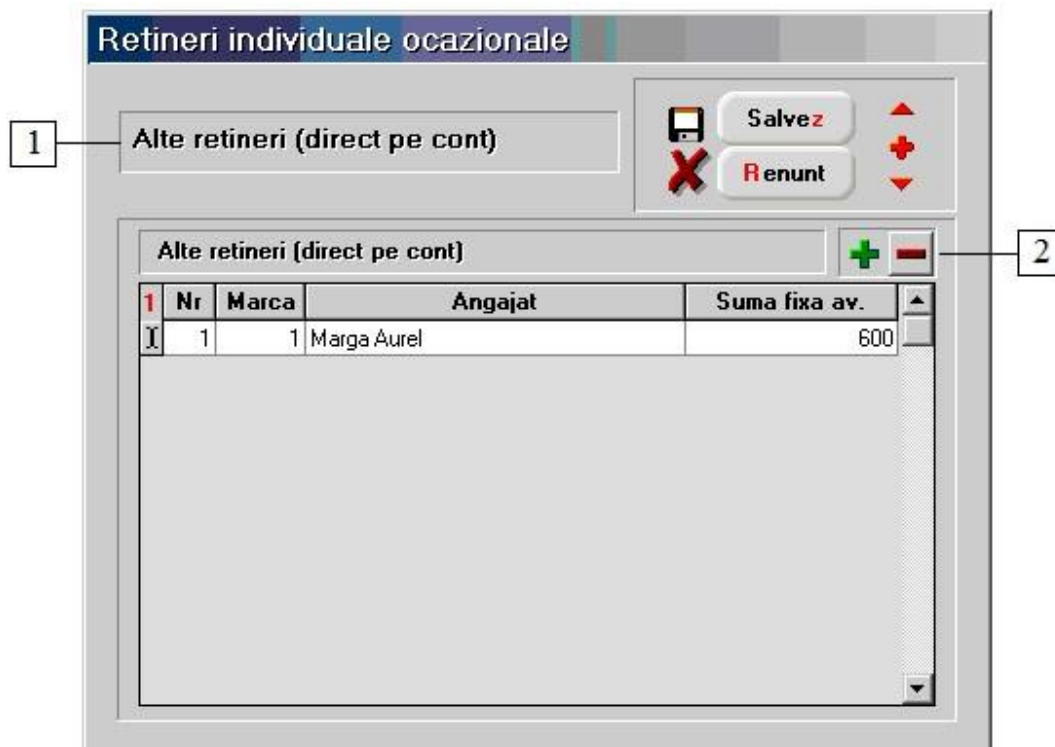 Retineri individuale ocazionale
1
Alte retineri (direct pe cont)
Salvez
Renunt
Alte retineri (direct pe cont)
2
1 Nr Marca Angajat Suma fixa av.
1 1 Marga Aurel 600